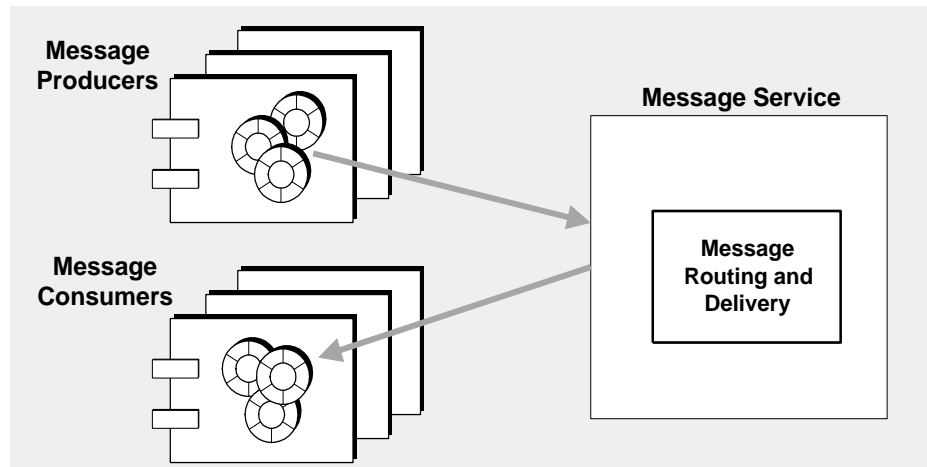 Message
Producers
Message Service
Message
Routing and
Delivery
Message
Consumers